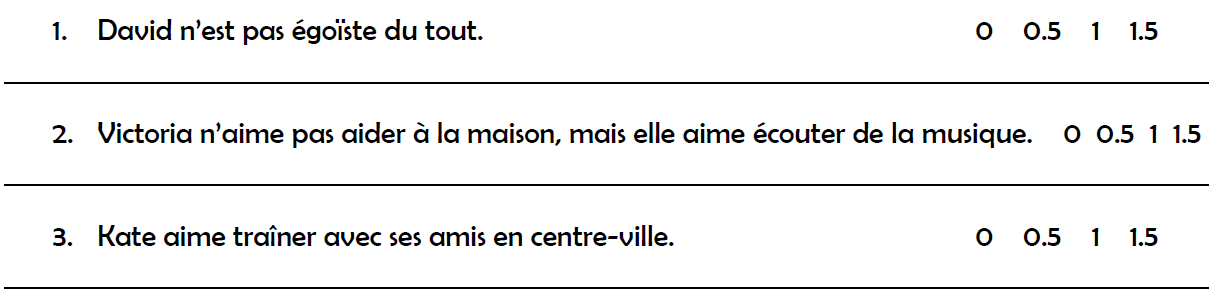 1. David n’est pas égoïste du tout. 0 0.5 1 1.5
2. Victoria n’aime pas aider à la maison, mais elle aime écouter de la musique. 0 0.5 1 1.5
3. Kate aime traîner avec ses amis en centre-ville. 0 0.5 1 1.5